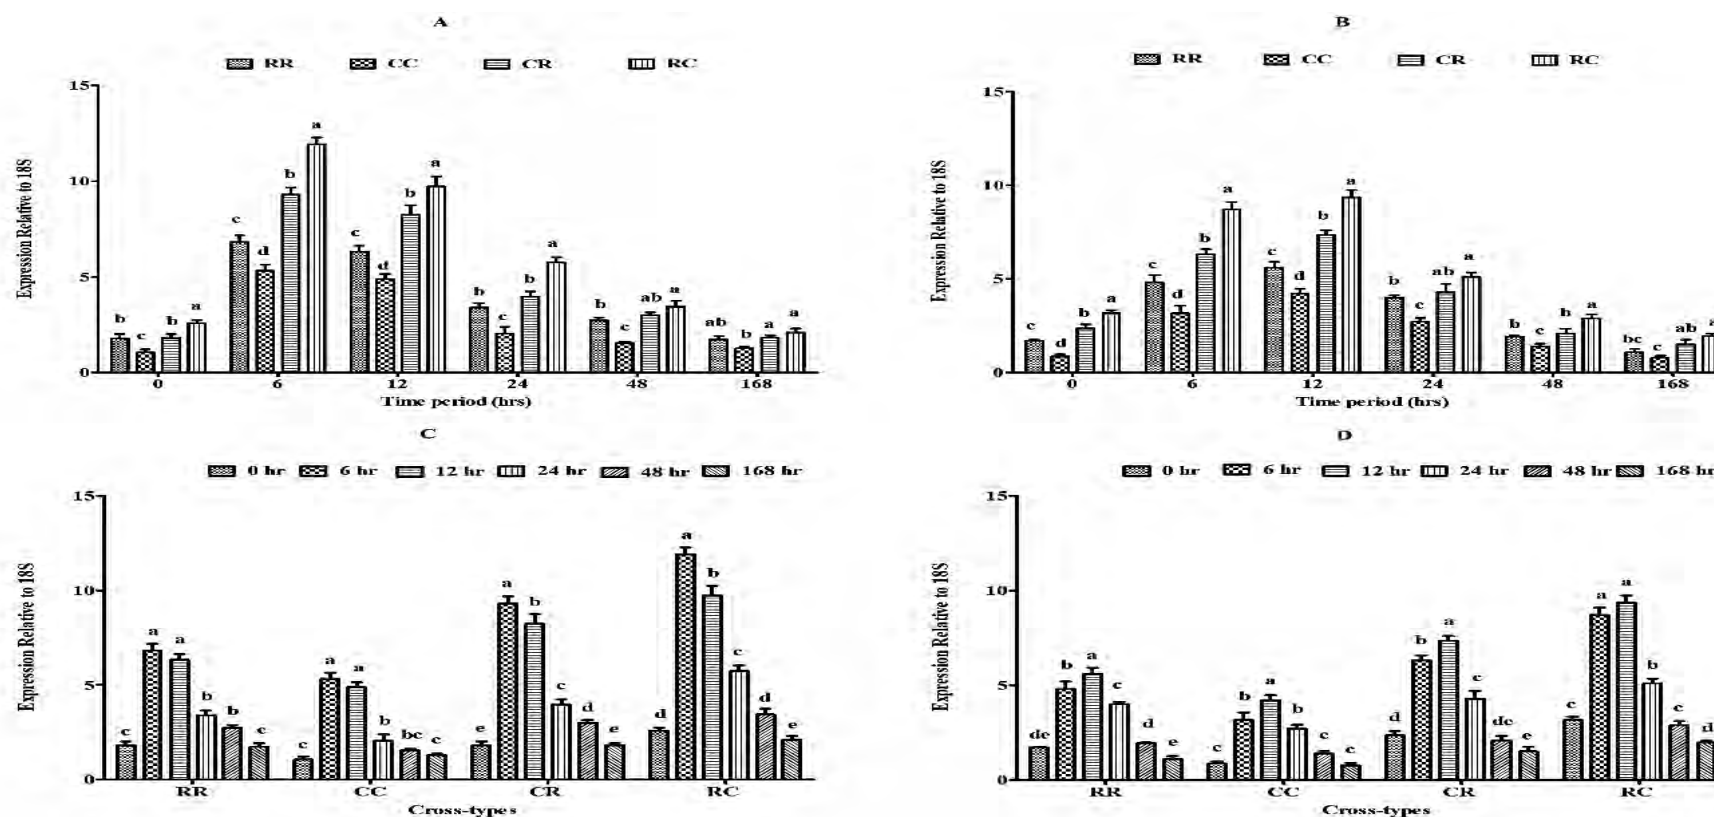 A
RR CC CR RC
15
10
5
0
Expression Relative to 18S
b c b a
c d b a
c d b a
b c b a
b c ab a
ab b a a
0 6 12 24 48 168
Time period (hrs)
B
RR CC CR RC
15
10
5
0
Expression Relative to 18S
c d b a
c d b a
c d b a
b c ab a
b c b a
bc c ab a
0 6 12 24 48 168
Time period (hrs)
C
0 hr 6 hr 12 hr 24 hr 48 hr 168 hr
15
10
5
0
Expression Relative to 18S
c a a b b c
c a a b bc c
e a b c d e
d a b c d e
RR CC CR RC
Cross-types
D
0 hr 6 hr 12 hr 24 hr 48 hr 168 hr
15
10
5
0
Expression Relative to 18S
de b a c d e
c b a b c c
d b a c de e
c a a b c d
RR CC CR RC
Cross-types